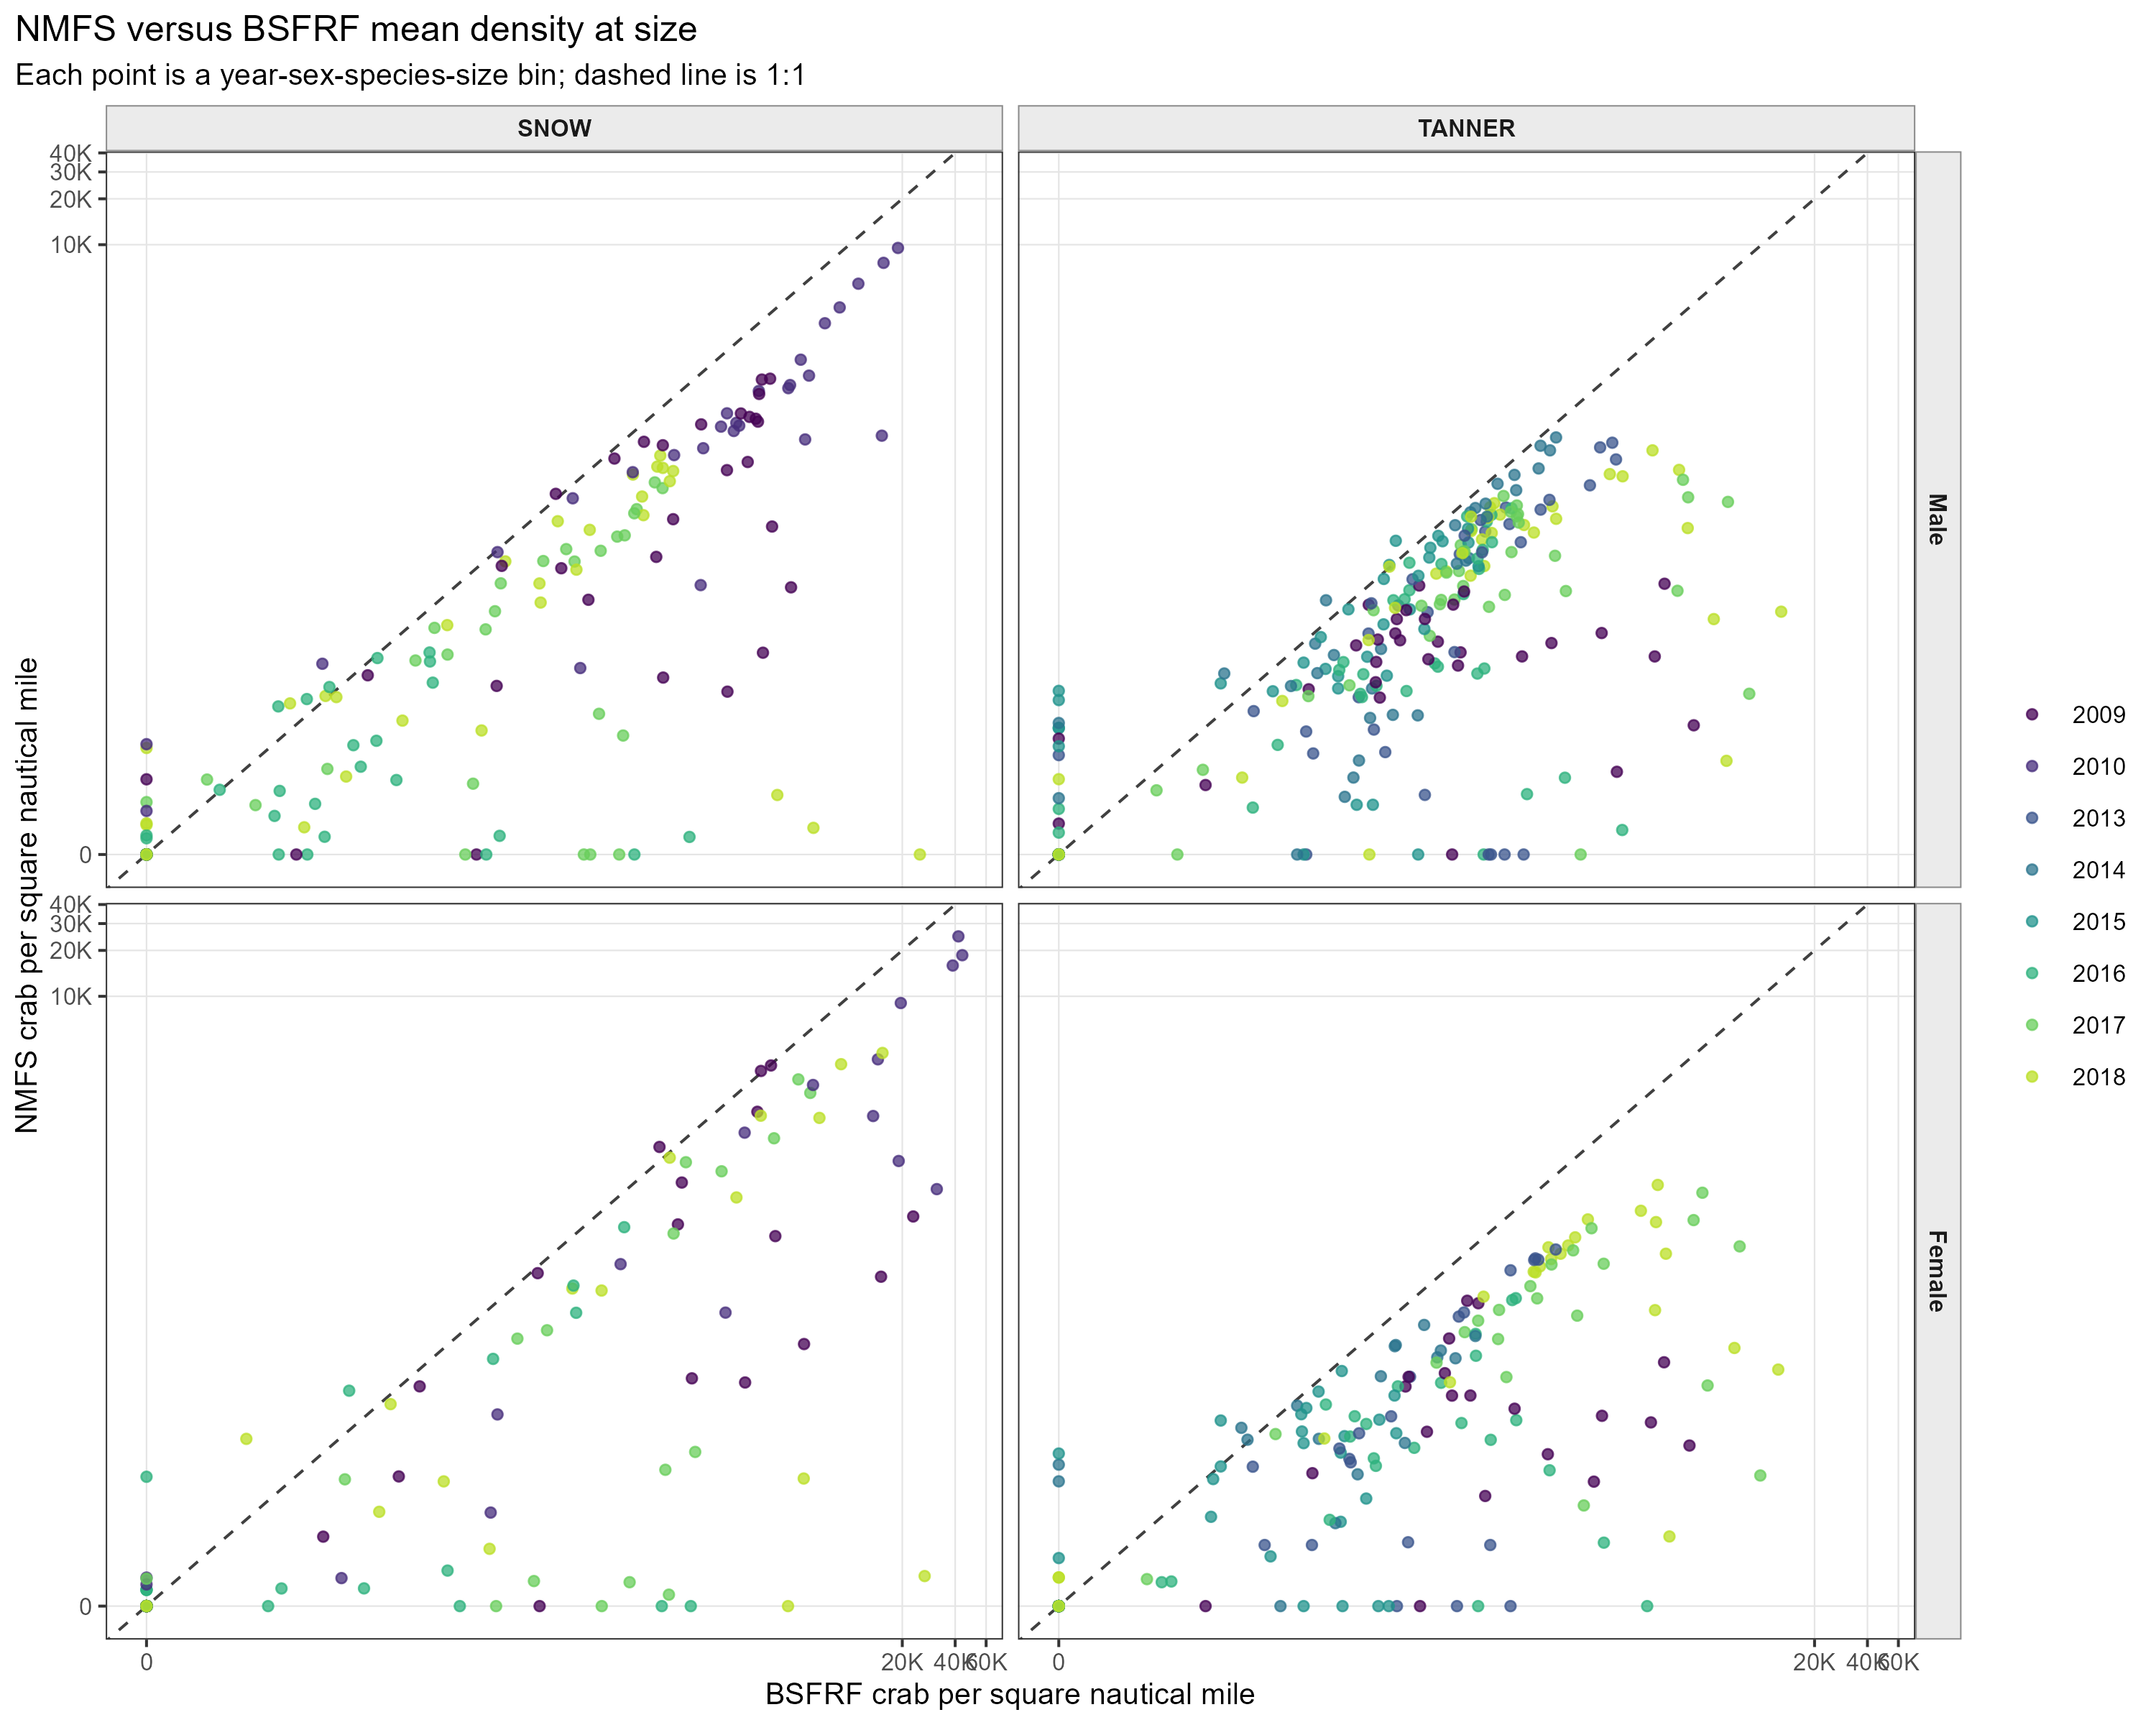 NMFS versus BSFRF mean density at size
Each point is a year-sex-species-size bin; dashed line is 1:1
SNOW
TANNER
40K
30K
20K
10K
0
Male
40K
30K
20K
10K
0
Female
NMFS crab per square nautical mile
0
20K
40K
60K
0
20K
40K
60K
BSFRF crab per square nautical mile
2009
2010
2013
2014
2015
2016
2017
2018